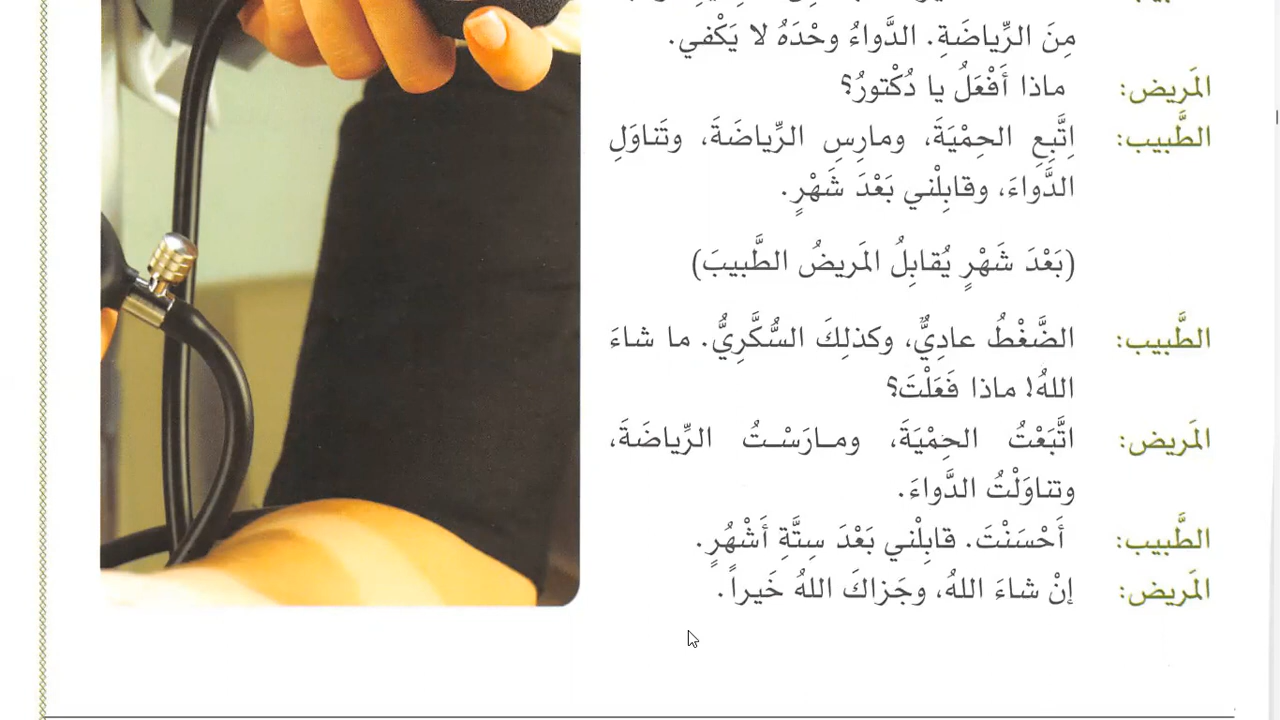 مِنَ الرِّياضَةِ. الدَّواءُ وحْدَهُ لا يَكْفي.
المَريض: ماذا أَفْعَلُ يا دُكْتورُ؟
الطَّبيب: اِتَّبِعِ الحِمْيَةَ، ومارِسِ الرِّياضَةَ، وتَناوَلِ
الدَّواءَ، وقابِلْني بَعْدَ شَهْرٍ.
(بَعْدَ شَهْرٍ يُقابِلُ المَريضُ الطَّبيبَ)
الطَّبيب: الضَّغْطُ عادِيٌّ، وكذلِكَ السُّكَّرِيُّ. ما شاءَ
اللهُ! ماذا فَعَلْتَ؟
المَريض: اتَّبَعْتُ الحِمْيَةَ، ومـارَسْـتُ الرِّياضَةَ،
وتناوَلْتُ الدَّواءَ.
الطَّبيب: أَحْسَنْتَ. قابِلْني بَعْدَ سِتَّةِ أَشْهُرٍ.
المَريض: إنْ شاءَ اللهُ، وجَزاكَ اللهُ خَيراً.